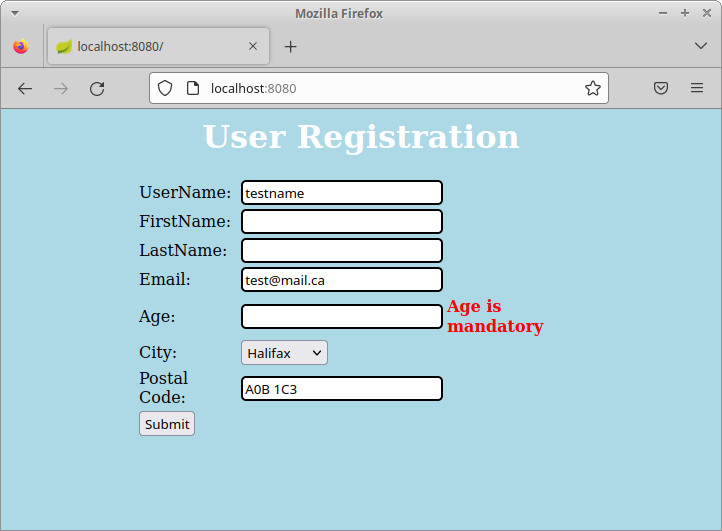 Mozilla Firefox
localhost:8080/
localhost:8080
User Registration
UserName: testname
FirstName:
LastName:
Email: test@mail.ca
Age: Age is
mandatory
City: Halifax
Postal
Code: A0B 1C3
Submit